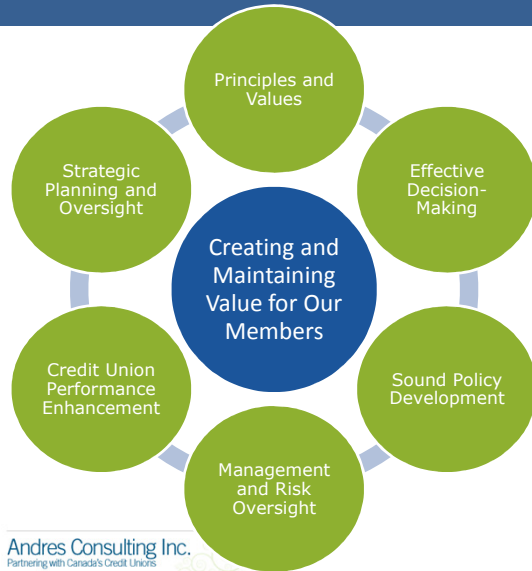 Principles and
Values
Strategic
Planning and
Oversight
Effective
Decision-
Making
Creating and
Maintaining
Value for Our
Members
Credit Union
Performance
Enhancement
Sound Policy
Development
Management
and Risk
Oversight
Andres Consulting Inc.
Partnering with Canada's Credit Unions